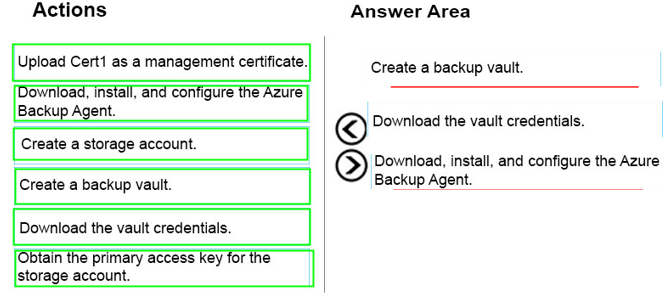 Actions
Upload Cert1 as a management certificate.
Download, install, and configure the Azure
Backup Agent.
Create a storage account.
Create a backup vault.
Download the vault credentials.
Obtain the primary access key for the
storage account.
Answer Area
Create a backup vault.
Download the vault credentials.
Download, install, and configure the Azure
Backup Agent.